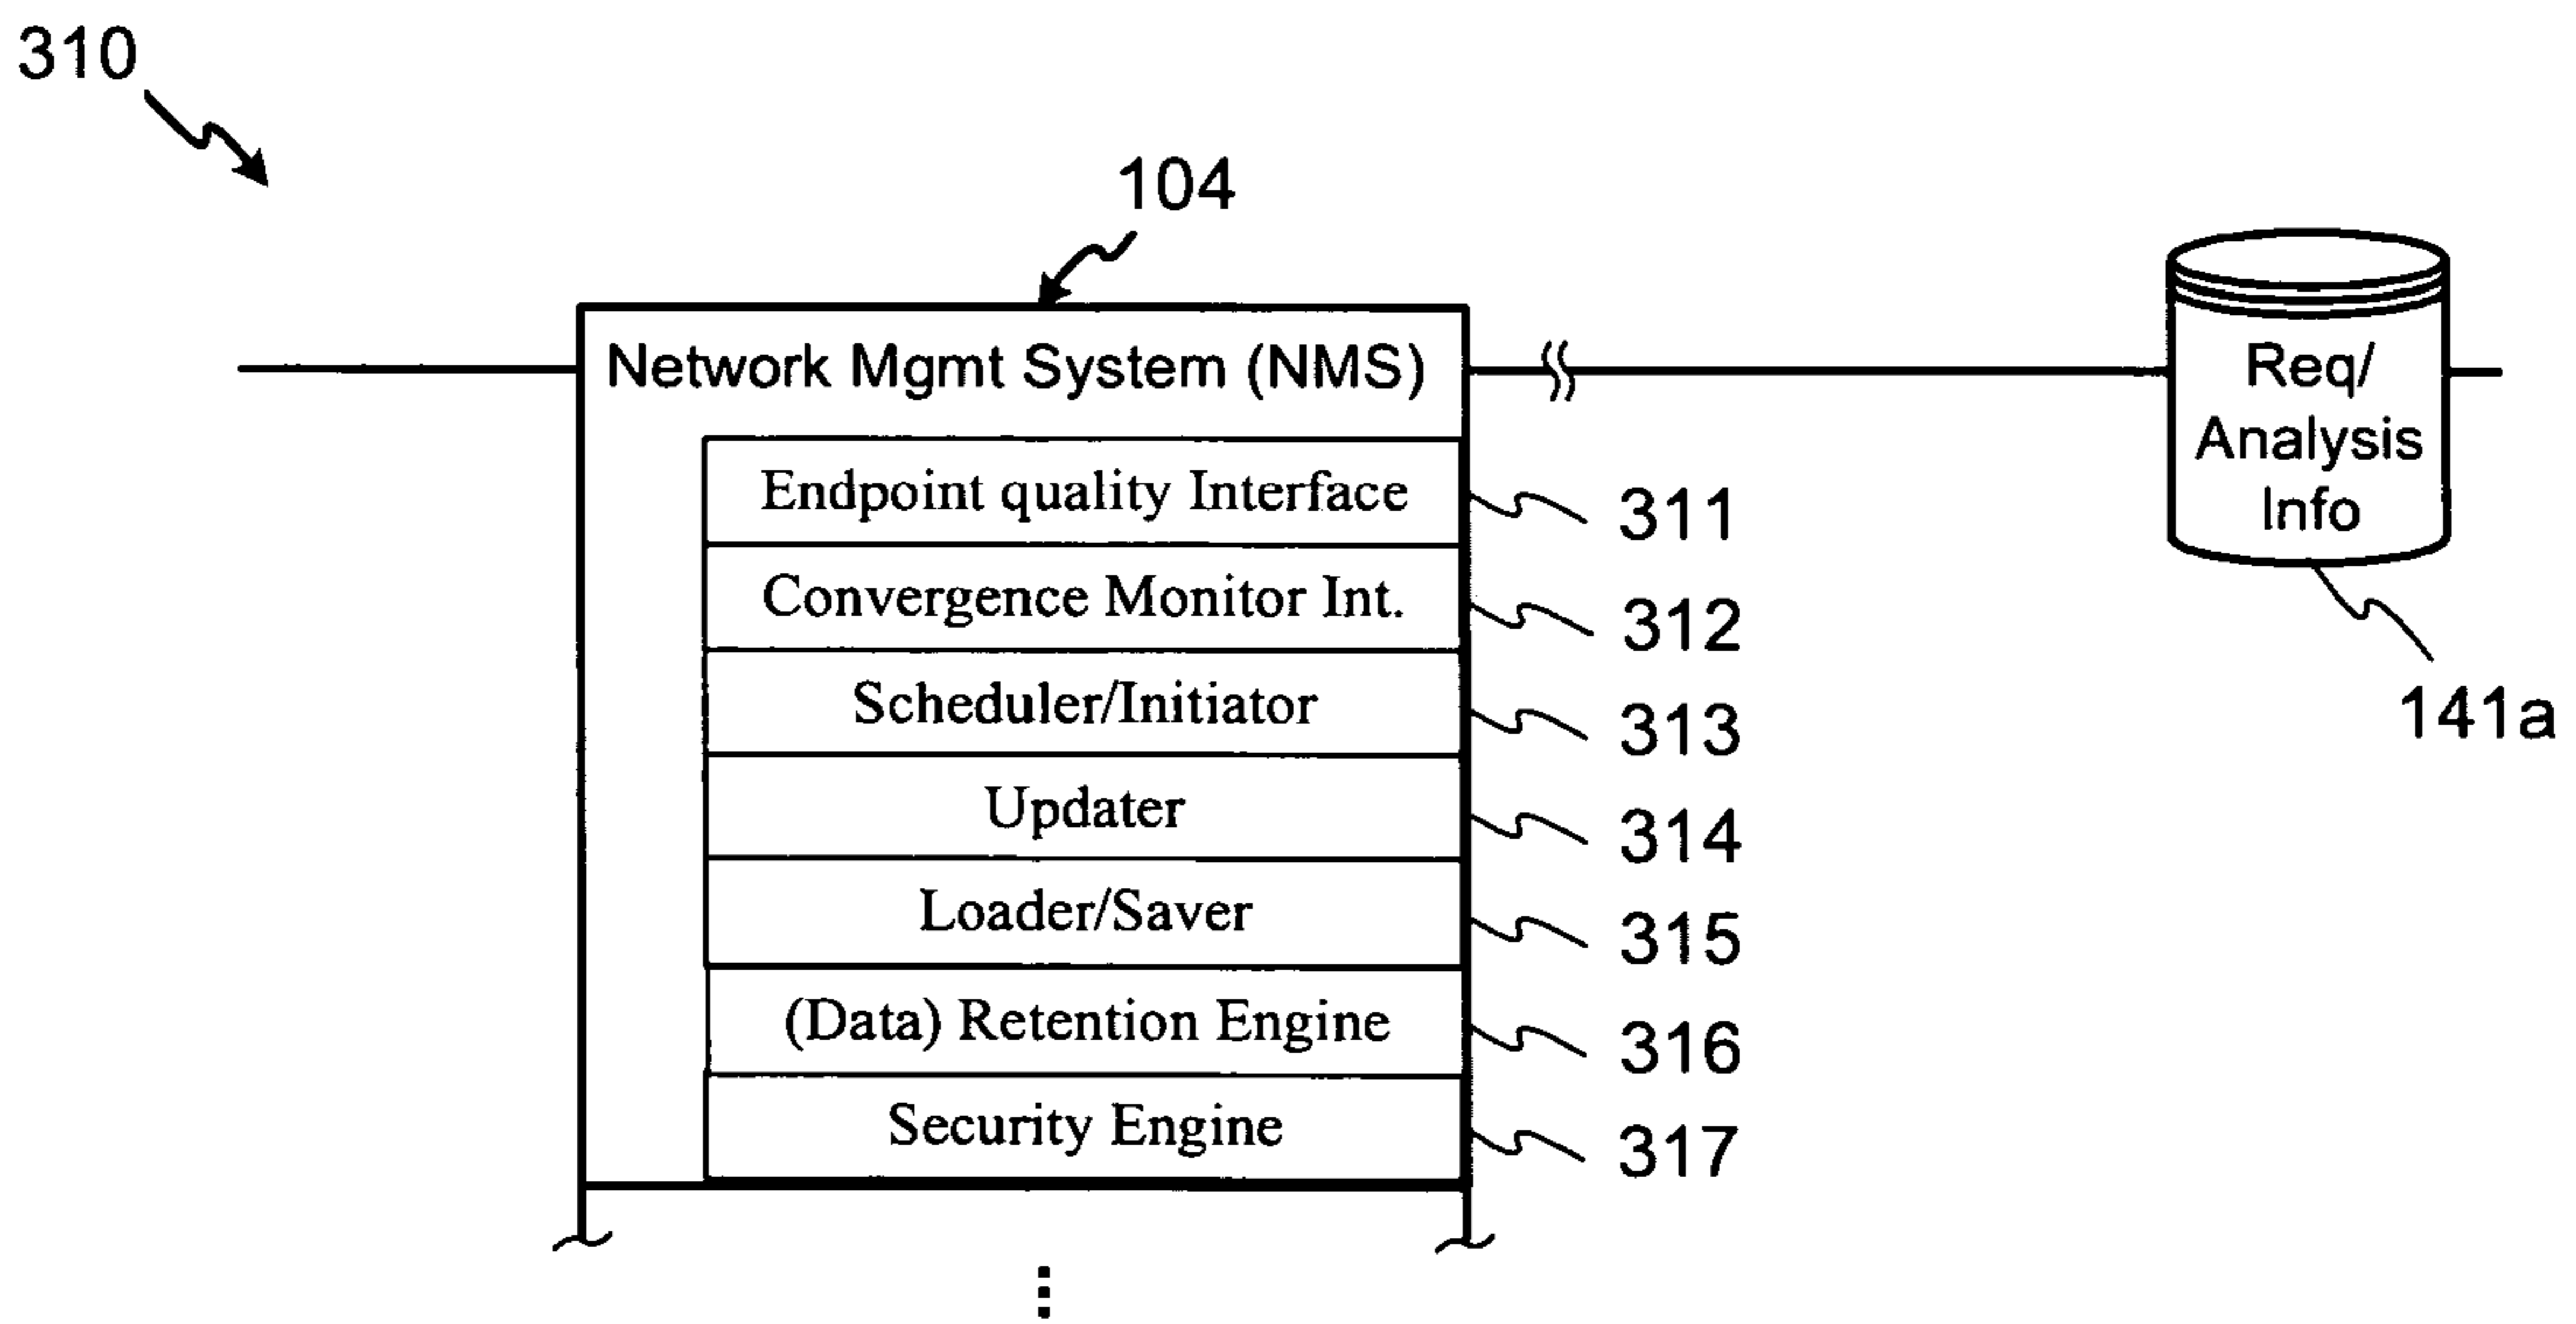 310
104
Network Mgmt System (NMS)
Req/
Analysis
Info
Endpoint quality Interface
311
Convergence Monitor Int.
312
Scheduler/Initiator
313
141a
Updater
314
Loader/Saver
315
(Data) Retention Engine
316
Security Engine
317